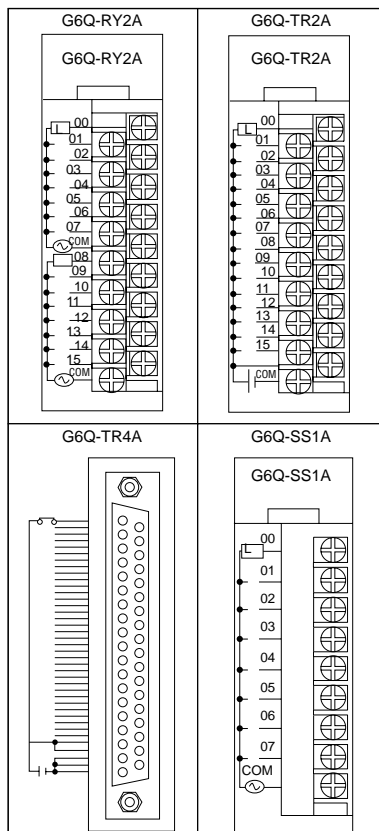 G6Q-RY2A
G6Q-RY2A
L
00
01
02
03
04
05
06
07
COM
08
09
10
11
12
13
14
15
COM
G6Q-TR2A
G6Q-TR2A
L
00
01
02
03
04
05
06
07
08
09
10
11
12
13
14
15
COM
G6Q-TR4A
G6Q-SS1A
G6Q-SS1A
L
00
01
02
03
04
05
06
07
COM